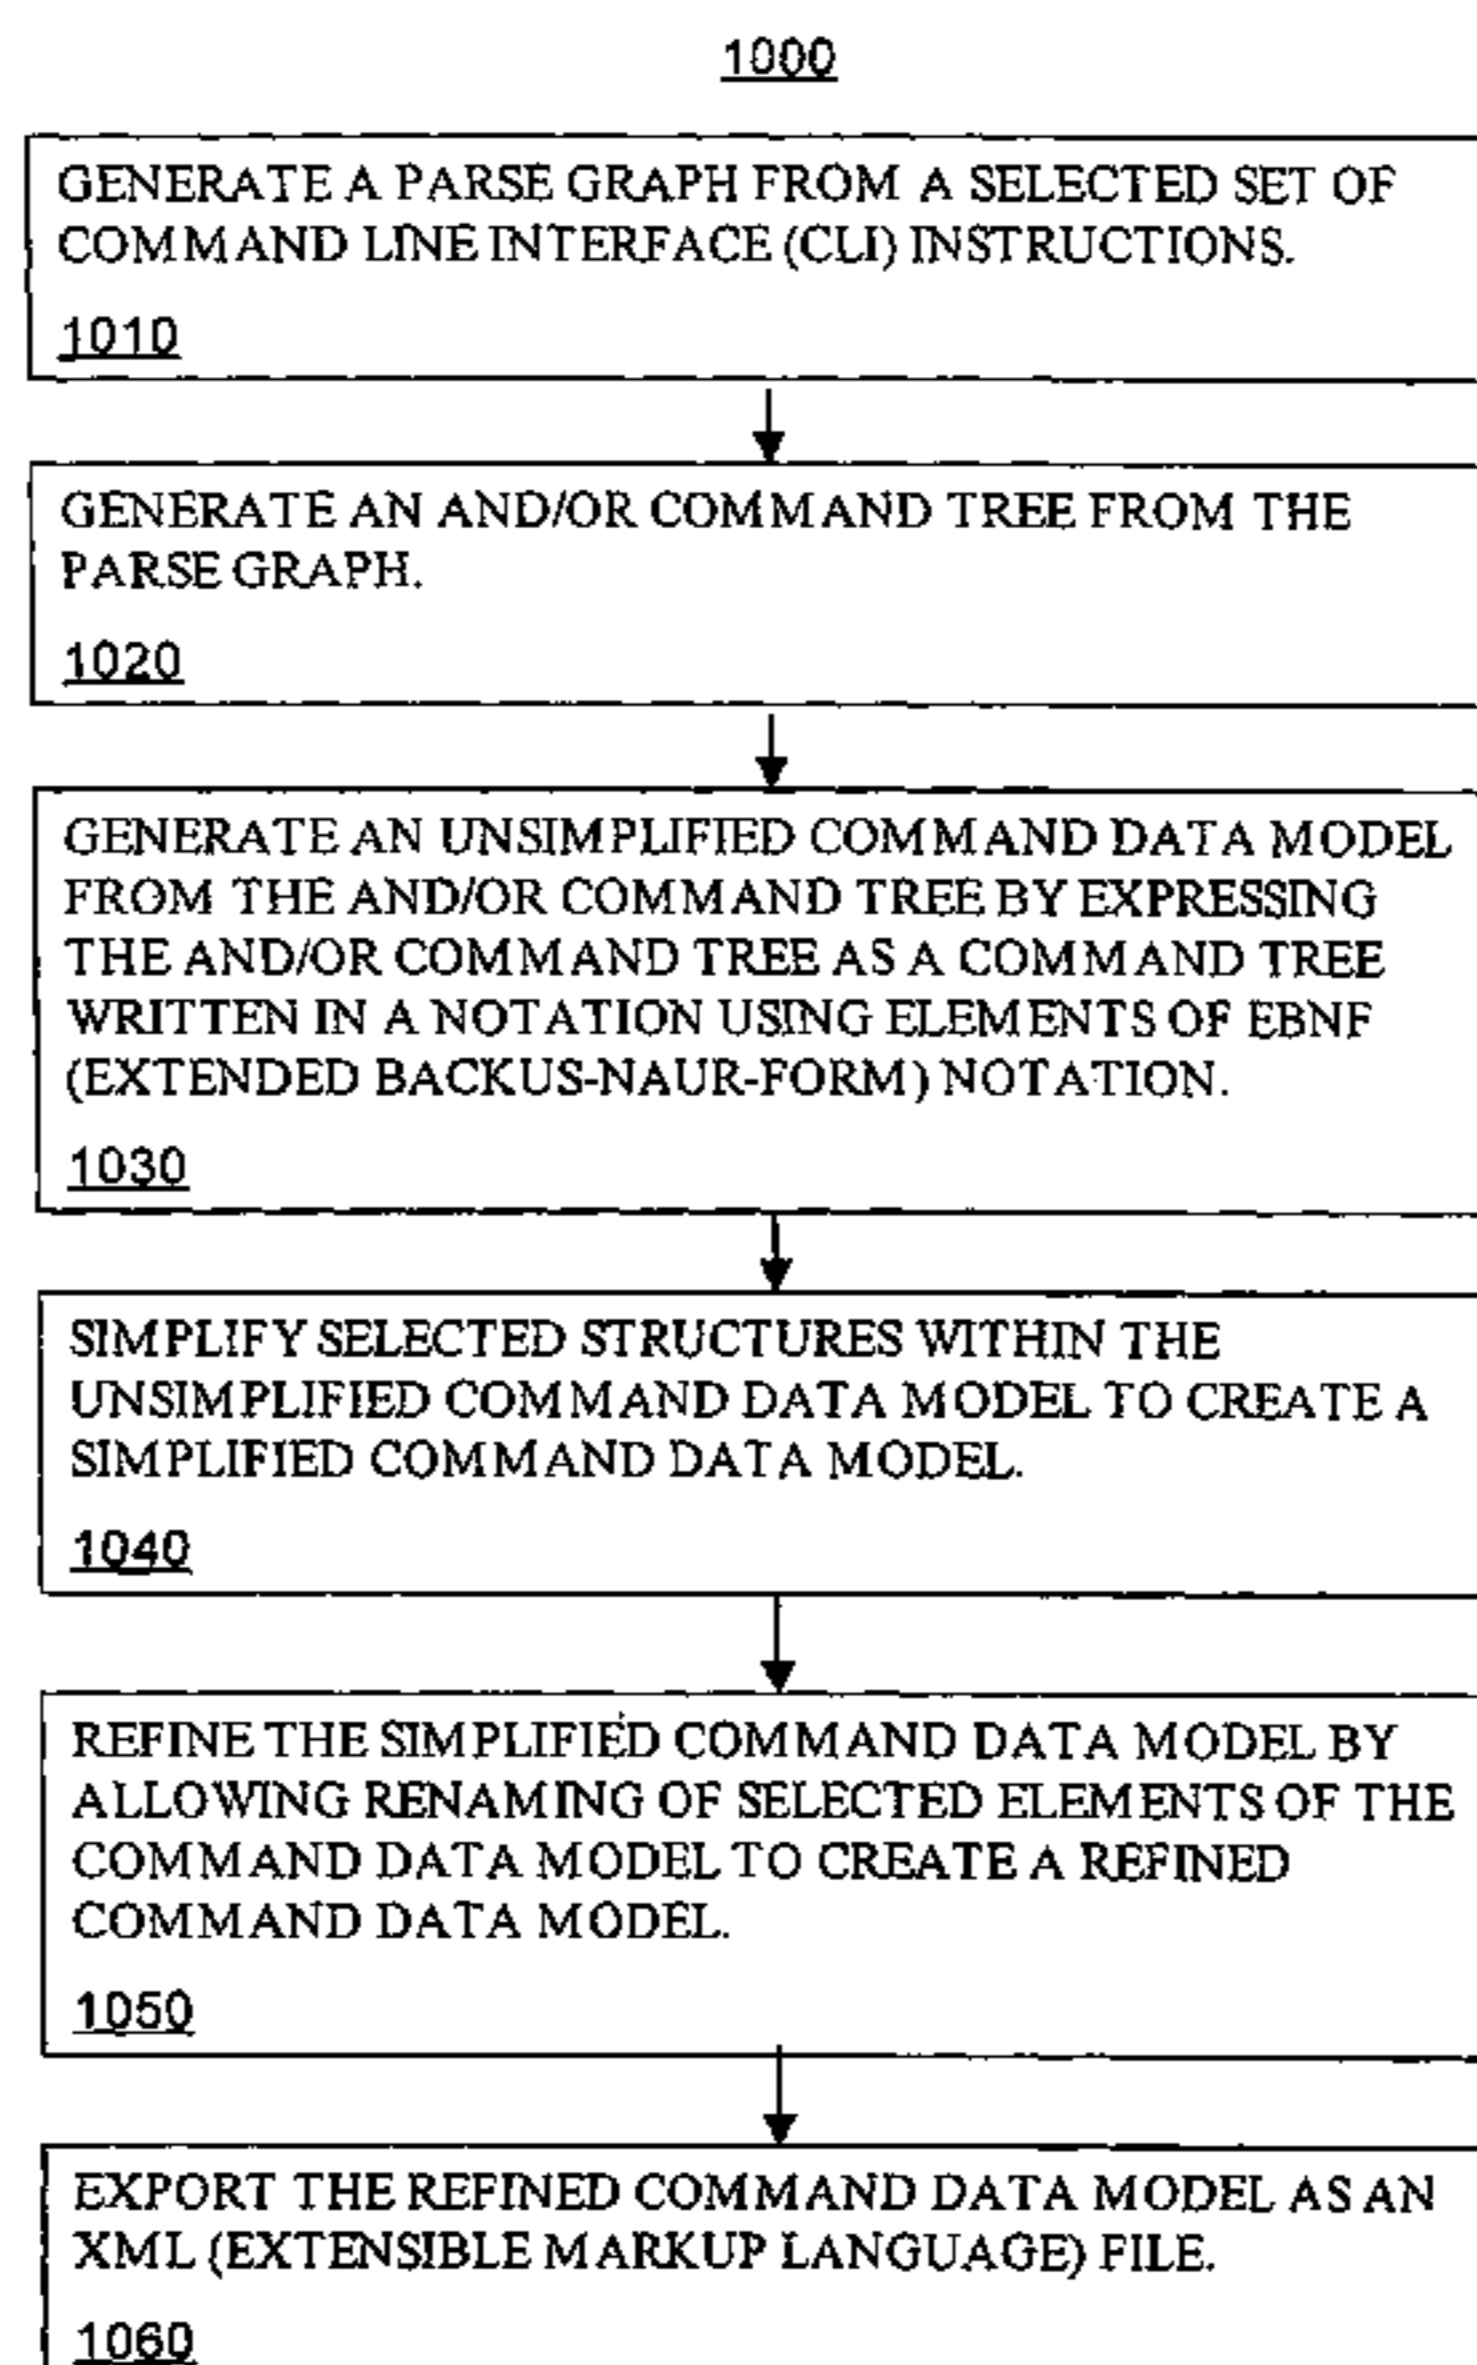 1000
GENERATE A PARSE GRAPH FROM A SELECTED SET OF
COMMAND LINE INTERFACE (CLI) INSTRUCTIONS.
1010
GENERATE AN AND/OR COMMAND TREE FROM THE
PARSE GRAPH.
1020
GENERATE AN UNSIMPLIFIED COMMAND DATA MODEL
FROM THE AND/OR COMMAND TREE BY EXPRESSING
THE AND/OR COMMAND TREE AS A COMMAND TREE
WRITTEN IN A NOTATION USING ELEMENTS OF EBNF
(EXTENDED BACKUS-NAUR-FORM) NOTATION.
1030
SIMPLIFY SELECTED STRUCTURES WITHIN THE
UNSIMPLIFIED COMMAND DATA MODEL TO CREATE A
SIMPLIFIED COMMAND DATA MODEL.
1040
REFINE THE SIMPLIFIED COMMAND DATA MODEL BY
ALLOWING RENAMING OF SELECTED ELEMENTS OF THE
COMMAND DATA MODEL TO CREATE A REFINED
COMMAND DATA MODEL.
1050
EXPORT THE REFINED COMMAND DATA MODEL AS AN
XML (EXTENSIBLE MARKUP LANGUAGE) FILE.
1060